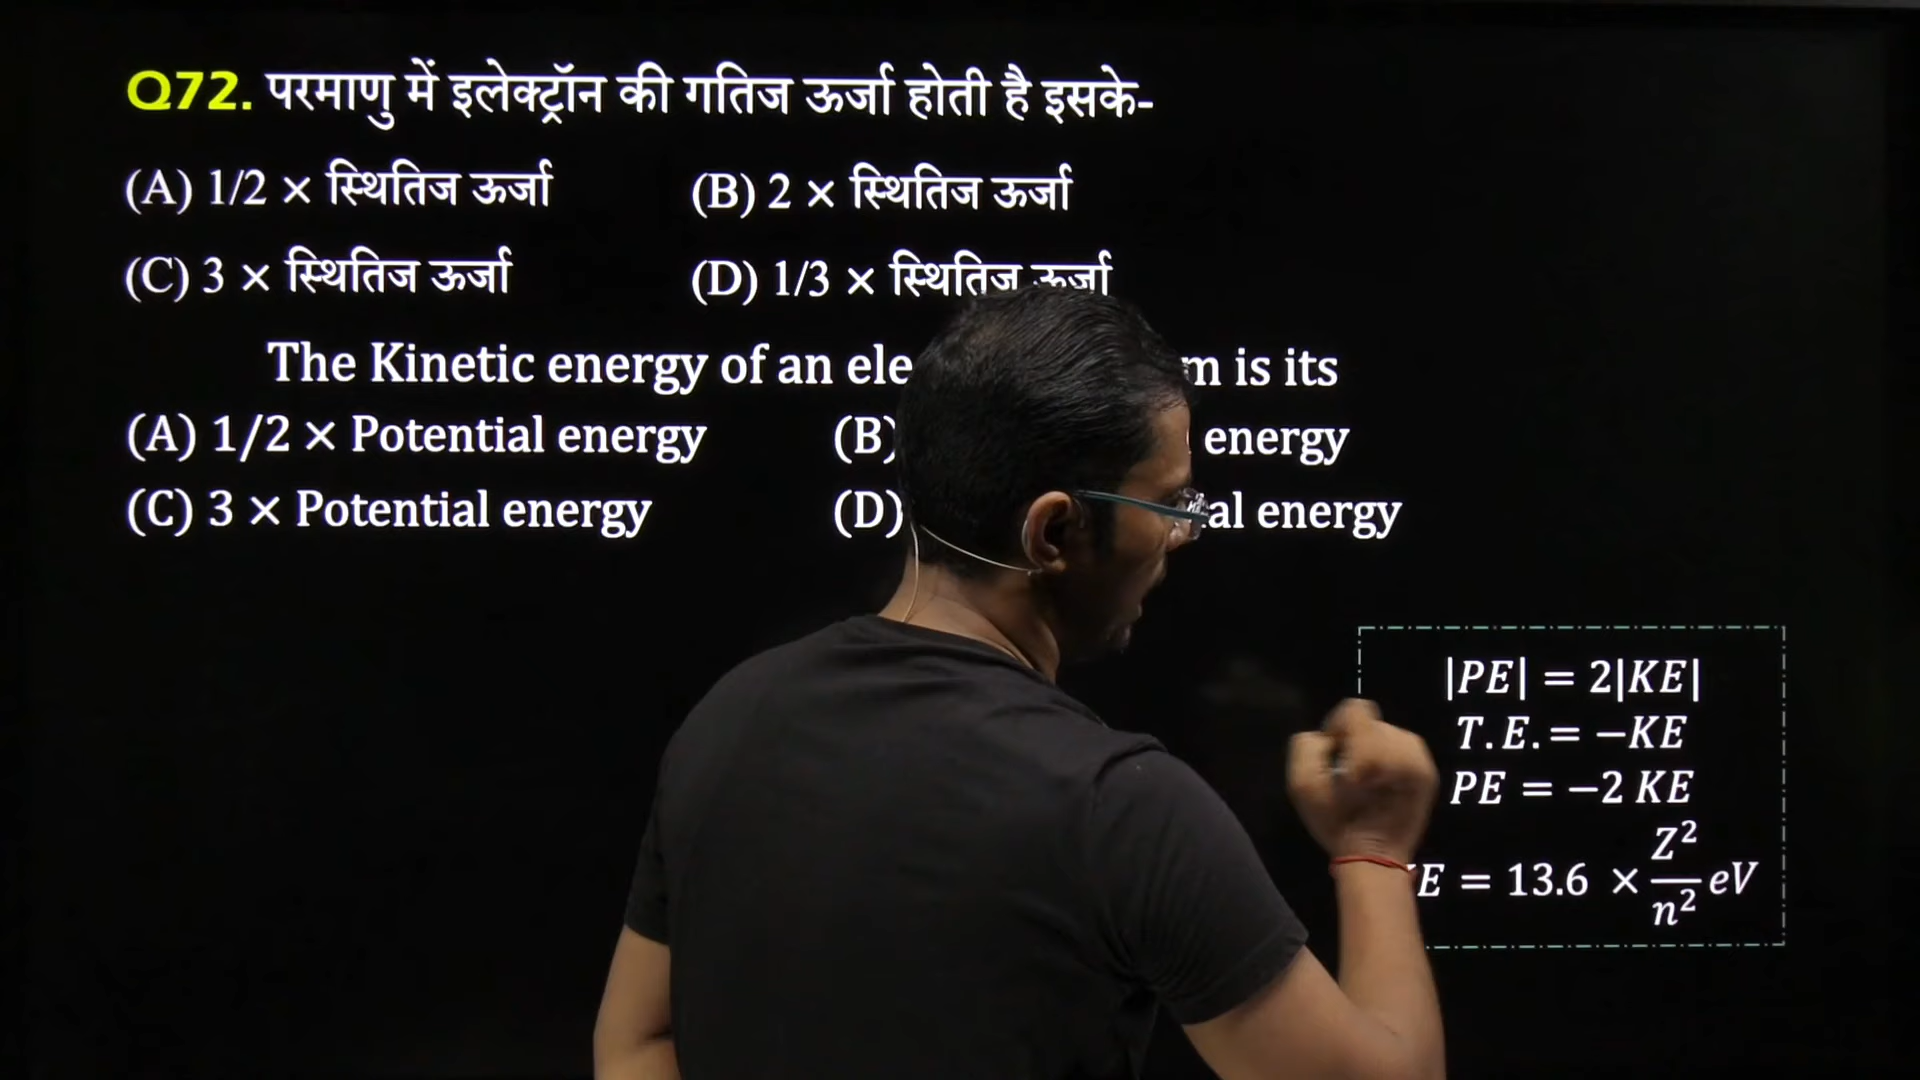 Q72. परमाणु में इलेक्ट्रॉन की गतिज ऊर्जा होती है इसके-
(A) 1/2 × स्थितिज ऊर्जा (B) 2 × स्थितिज ऊर्जा
(C) 3 × स्थितिज ऊर्जा (D) 1/3 × स्थितिज ऊर्जा
The Kinetic energy of an is its
(A) 1/2 × Potential energy (B) energy
(C) 3 × Potential energy (D) energy
|PE| = 2|KE|
T.E. = −KE
PE = −2 KE
E = 13.6 × Z²/n² eV